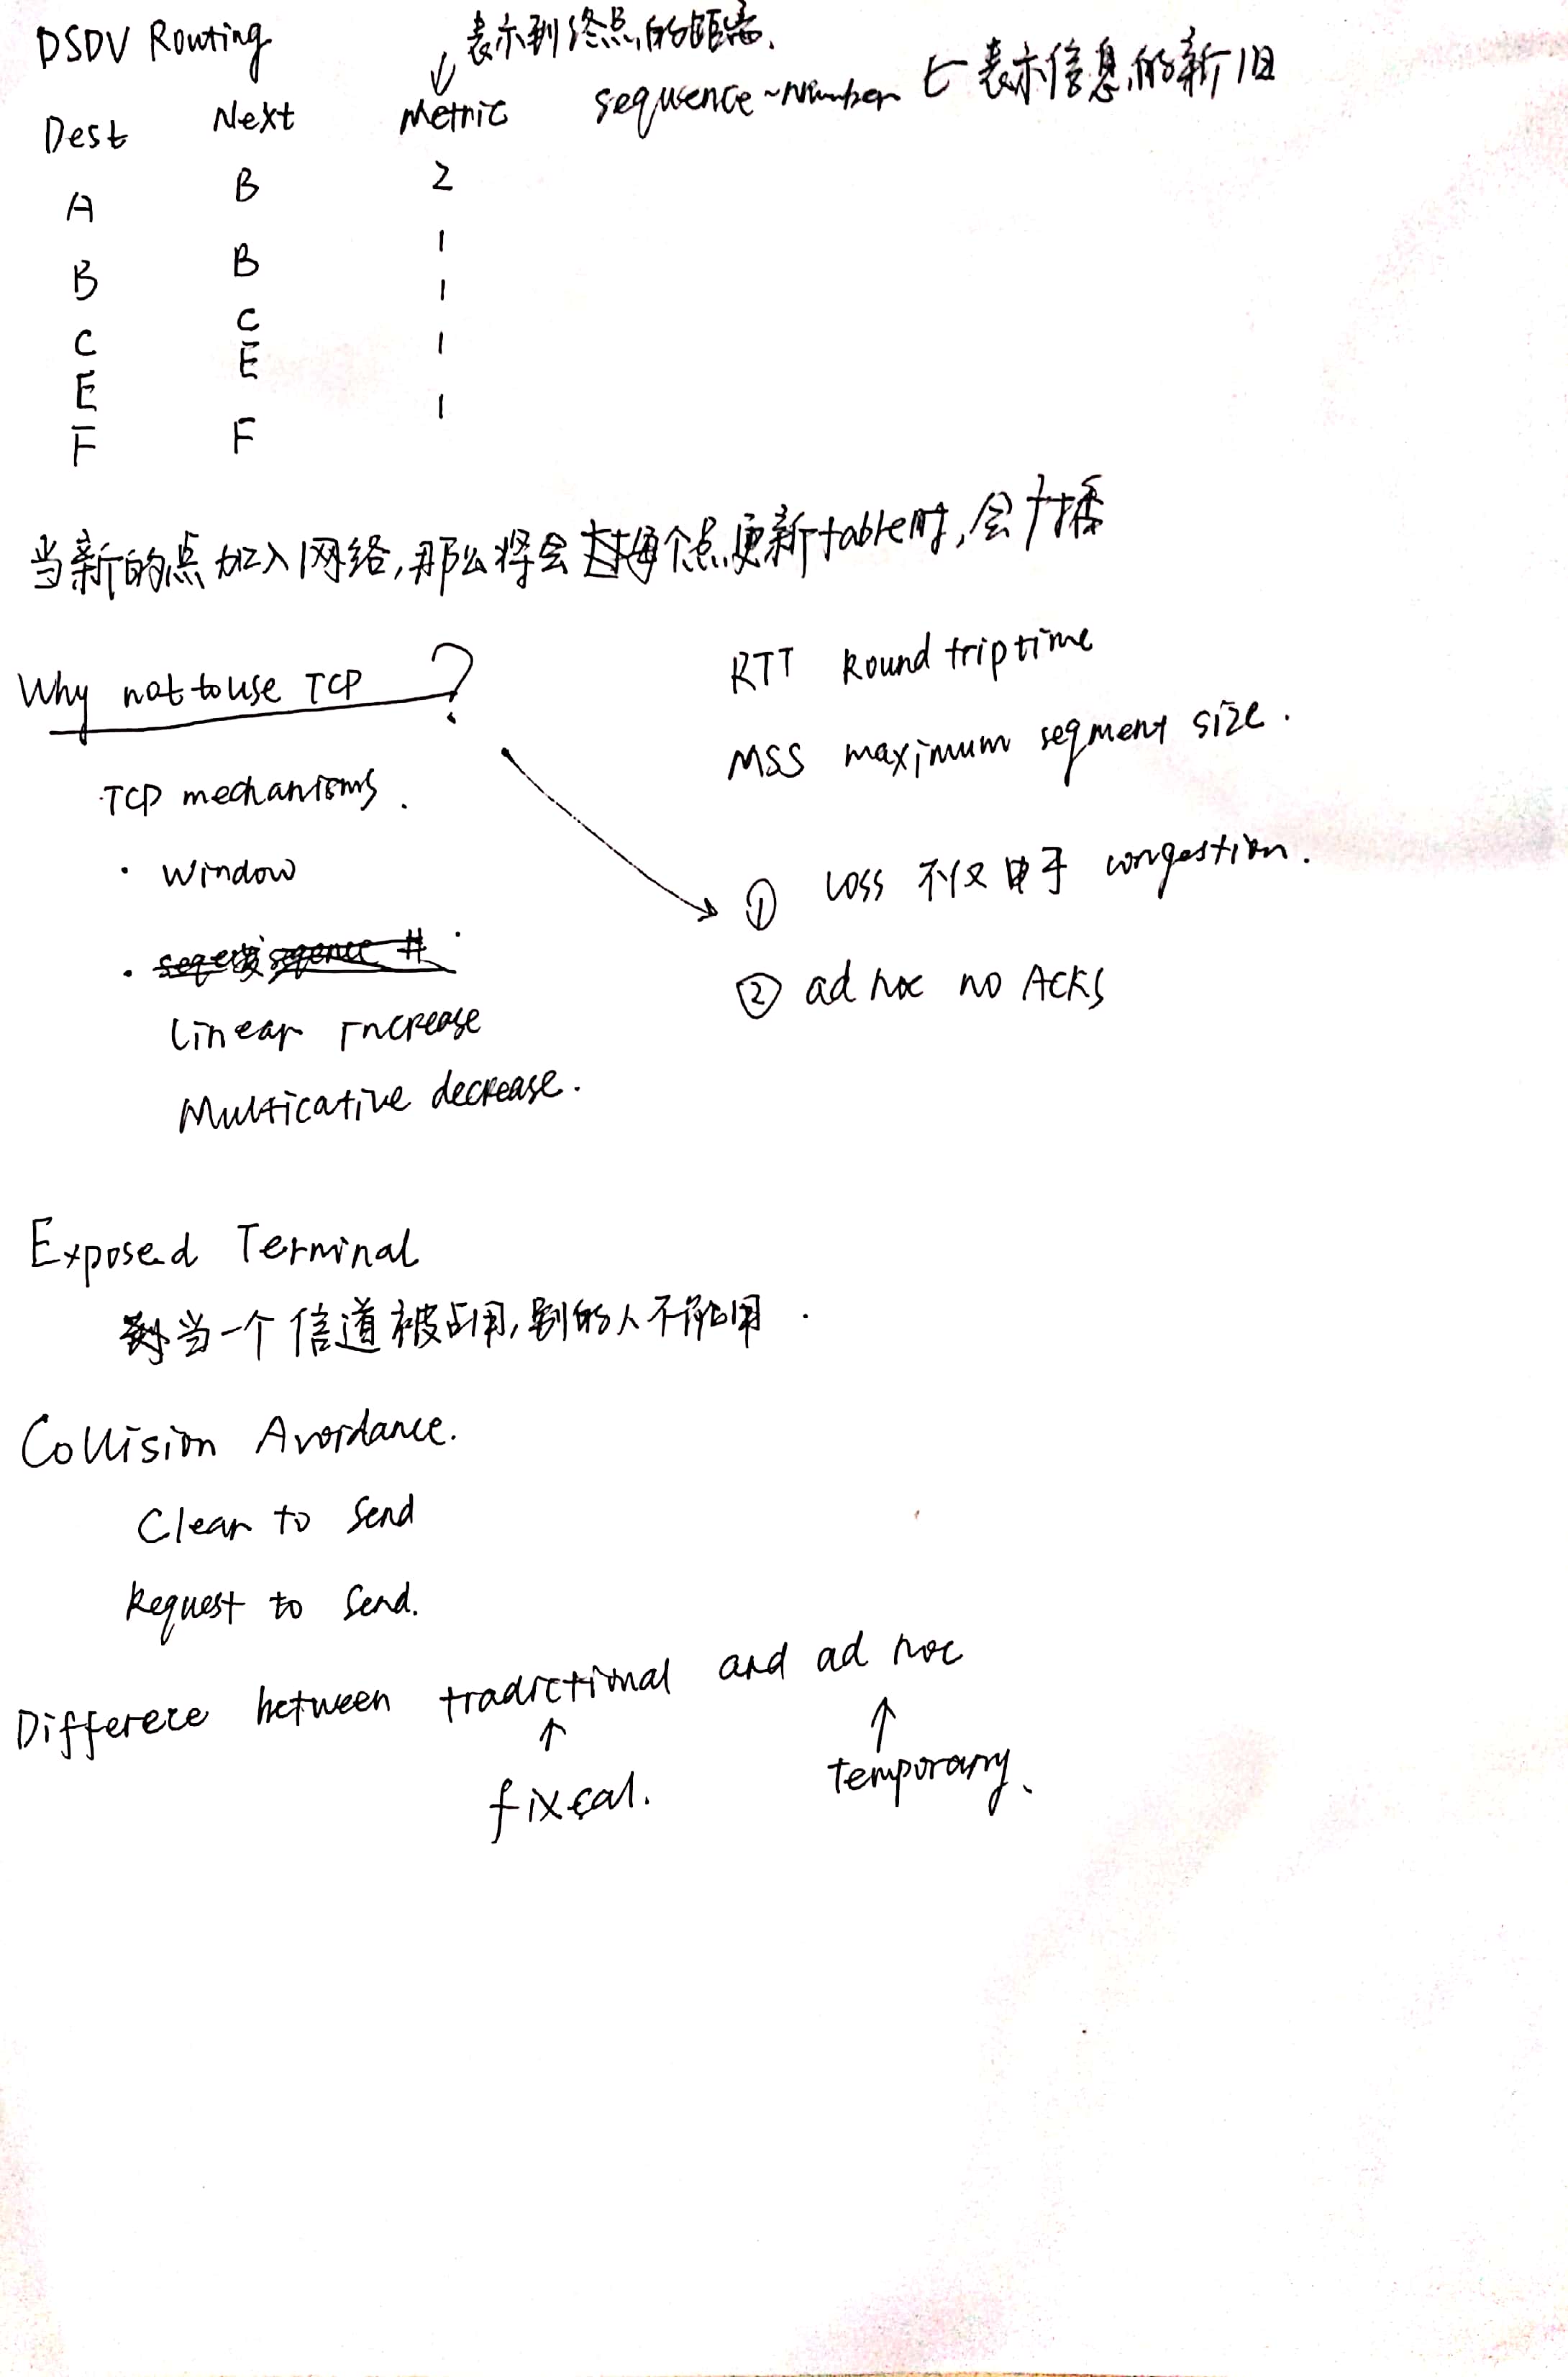 DSDV Routing
表示到终点的距离.
Dest Next Metric sequence-Number ← 表示信息的新旧
A B 2
B B 1
C C 1
E E 1
F F 1
当新的点加入网络,那么将会每个点更新table时,会广播
Why not to use TCP ?
TCP mechanisms.
· Window
Linear Increase
Multicative decrease.
RTT Round trip time
MSS maximum segment size.
① Loss 不仅由于 congestion.
② ad hoc no ACKs
Exposed Terminal
当一个信道被占用,别的人不能占用.
Collision Avoidance.
Clear to Send
Request to Send.
Differece between tradictional and ad hoc
↑ ↑
temporary.